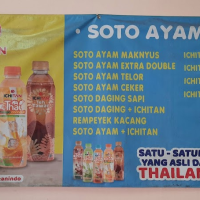 SOTO AYAM
SOTO AYAM MAKNYUS
SOTO AYAM EXTRA DOUBLE
SOTO AYAM TELOR
SOTO AYAM CEKER
SOTO DAGING SAPI
SOTO DAGING + ICHITAN
REMPEYEK KACANG
SOTO AYAM + ICHITAN
SATU - SATU
YANG ASLI DA
THAILAN